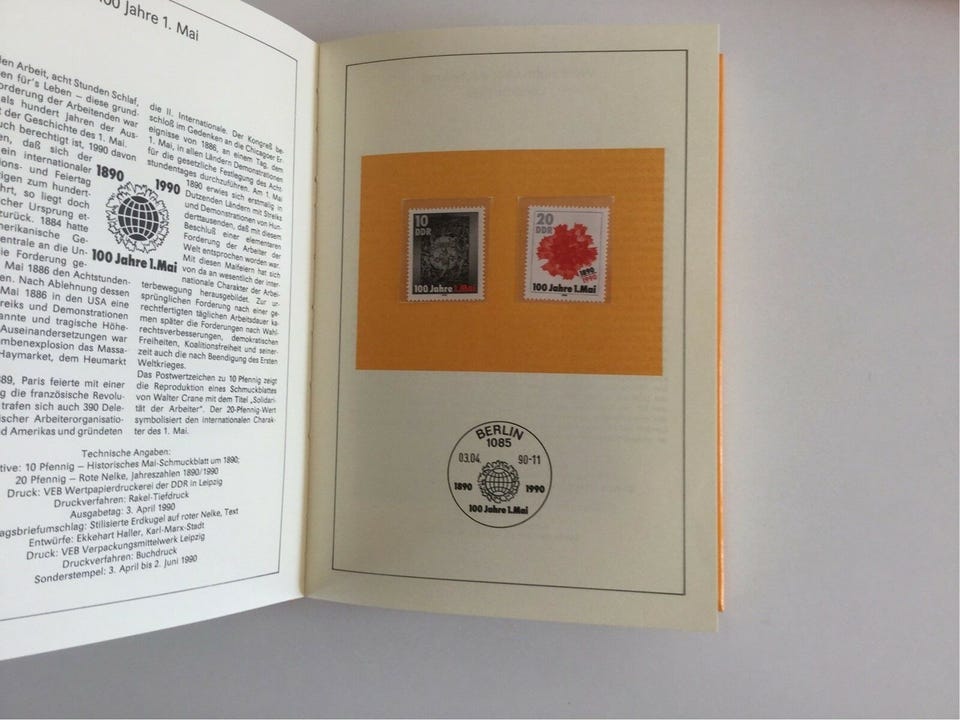 100 Jahre 1. Mai
en Arbeit, acht Stunden Schlaf,
en für's Leben – diese grund-
orderung der Arbeitenden war
als hundert Jahren der Aus-
t der Geschichte des 1. Mai.
uch berechtigt ist, 1990 davon
en, daß sich der
ein internationaler
ons- und Feiertag
igen zum hundert-
hrt, so liegt doch
cher Ursprung et-
zurück. 1884 hatte
merikanische Ge-
entrale an die Un-
ie Forderung ge-
Mai 1886 den Achtstunden-
en. Nach Ablehnung dessen
Mai 1886 in den USA eine
treiks und Demonstrationen
annte und tragische Höhe-
Auseinandersetzungen war
mbenexplosion das Massa-
Haymarket, dem Heumarkt
89, Paris feierte mit einer
g die französische Revolu-
trafen sich auch 390 Dele-
ischer Arbeiterorganisatio-
d Amerikas und gründeten
1890
1990
100 Jahre 1.Mai
die II. Internationale. Der Kongreß be-
schloß im Gedenken an die Chicagoer Er-
eignisse von 1886, an einem Tag, dem
1. Mai, in allen Ländern Demonstrationen
für die gesetzliche Festlegung des Acht-
stundentages durchzuführen. Am 1. Mai
1890 erwies sich erstmalig in
Dutzenden Ländern mit Streiks
und Demonstrationen von Hun-
derttausenden, daß mit diesem
Beschluß einer elementaren
Forderung der Arbeiter der
Welt entsprochen worden war.
Mit diesen Maifeiern hat sich
von da an wesentlich der inter-
nationale Charakter der Arbei-
terbewegung herausgebildet. Zur ur-
sprünglichen Forderung nach einer ge-
rechtfertigten täglichen Arbeitsdauer ka-
men später die Forderungen nach Wahl-
rechtsverbesserungen, demokratischen
Freiheiten, Koalitionsfreiheit und seiner-
zeit auch die nach Beendigung des Ersten
Weltkrieges.
Das Postwertzeichen zu 10 Pfennig zeigt
die Reproduktion eines Schmuckblattes
von Walter Crane mit dem Titel „Solidari-
tät der Arbeiter“. Der 20-Pfennig-Wert
symbolisiert den internationalen Charak-
ter des 1. Mai.
Technische Angaben:
tive: 10 Pfennig – Historisches Mai-Schmuckblatt um 1890;
20 Pfennig – Rote Nelke, Jahreszahlen 1890/1990
Druck: VEB Wertpapierdruckerei der DDR in Leipzig
Druckverfahren: Rakel-Tiefdruck
Ausgabetag: 3. April 1990
agsbriefumschlag: Stilisierte Erdkugel auf roter Nelke, Text
Entwürfe: Ekkehart Haller, Karl-Marx-Stadt
Druck: VEB Verpackungsmittelwerk Leipzig
Druckverfahren: Buchdruck
Sonderstempel: 3. April bis 2. Juni 1990
10
DDR
100 Jahre 1.Mai
20
DDR
1890
1990
100 Jahre 1.Mai
BERLIN
1085
03.04 90-11
1890 1990
100 Jahre 1.Mai